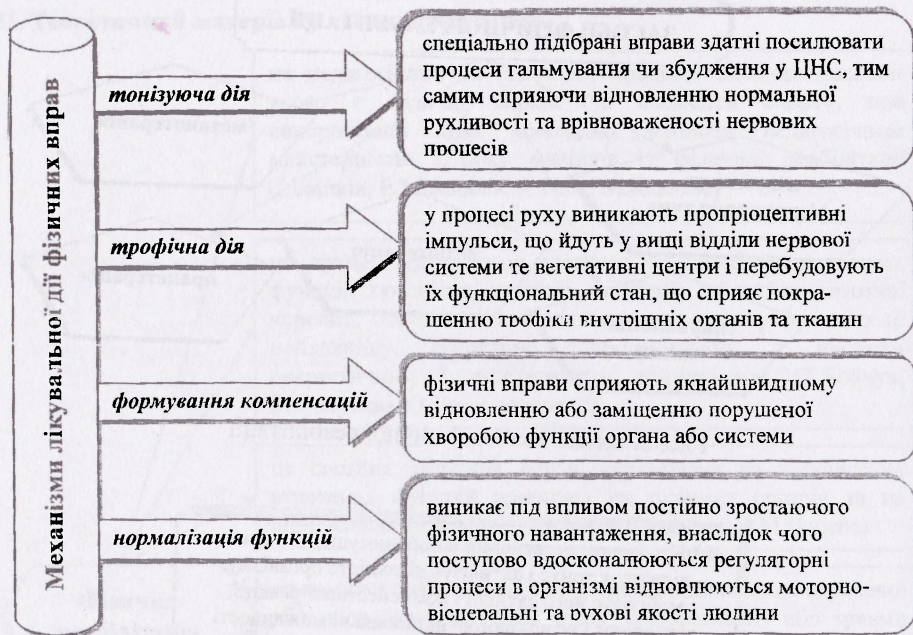 Механізми лікувальної дії фізичних вправ
тонізуюча дія
спеціально підібрані вправи здатні посилювати
процеси гальмування чи збудження у ЦНС, тим
самим сприяючи відновленню нормальної
рухливості та врівноваженості нервових
процесів
трофічна дія
у процесі руху виникають пропріоцептивні
імпульси, що йдуть у вищі відділи нервової
системи те вегетативні центри і перебудовують
їх функціональний стан, що сприяє покра-
щенню трофіки внутрішніх органів та тканин
формування компенсацій
фізичні вправи сприяють якнайшвидшому
відновленню або заміщенню порушеної
хворобою функції органа або системи
нормалізація функцій
виникає під впливом постійно зростаючого
фізичного навантаження, внаслідок чого
поступово вдосконалюються регуляторні
процеси в організмі відновлюються моторно-
вісцеральні та рухові якості людини